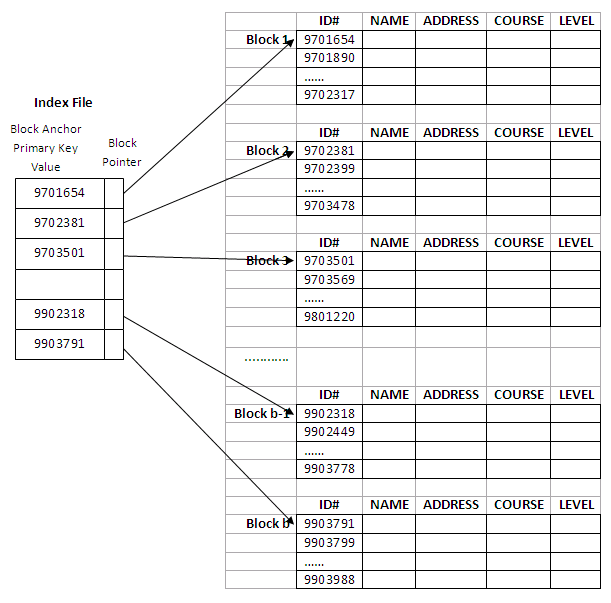 ID# NAME ADDRESS COURSE LEVEL
Block 1 9701654
9701890
......
9702317
Index File
Block Anchor
Primary Key
Value
Block
Pointer
9701654
9702381
9703501
9902318
9903791
ID# NAME ADDRESS COURSE LEVEL
Block 2 9702381
9702399
......
9703478
ID# NAME ADDRESS COURSE LEVEL
Block 3 9703501
9703569
......
9801220
...........
ID# NAME ADDRESS COURSE LEVEL
Block b-1 9902318
9902449
......
9903778
ID# NAME ADDRESS COURSE LEVEL
Block b 9903791
9903799
......
9903988